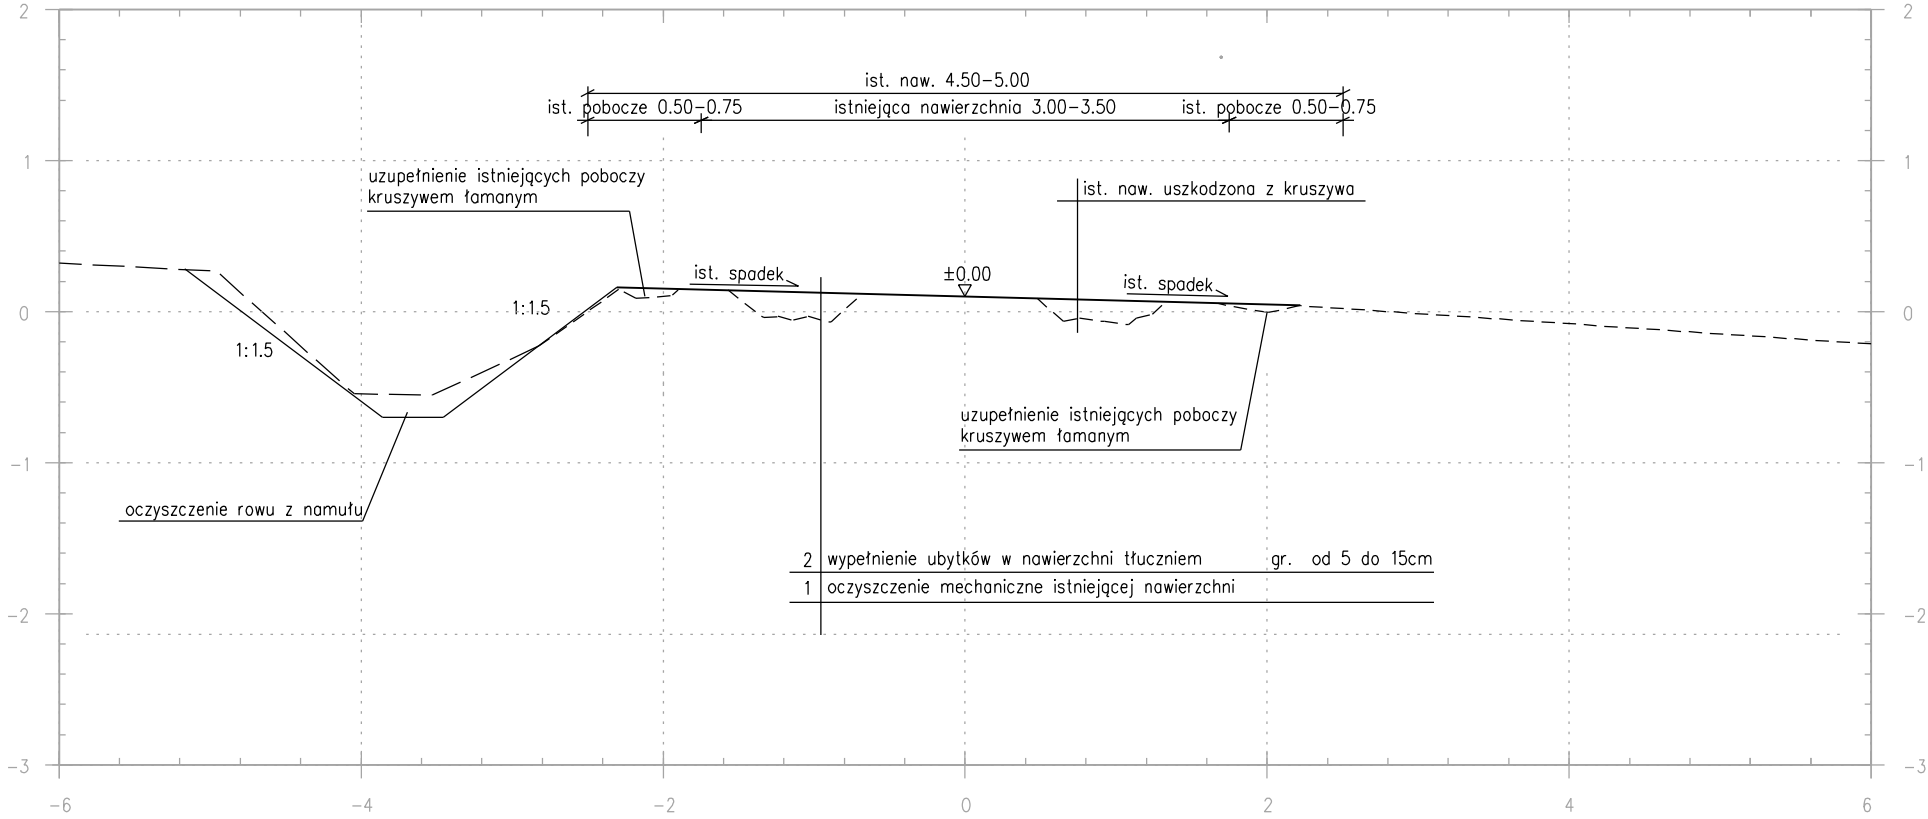 2
2
ist. naw. 4.50-5.00
ist. pobocze 0.50-0.75
istniejąca nawierzchnia 3.00-3.50
ist. pobocze 0.50-0.75
1
1
uzupełnienie istniejących poboczy
kruszywem łamanym
ist. naw. uszkodzona z kruszywa
ist. spadek
±0.00
ist. spadek
1:1.5
0
0
1:1.5
uzupełnienie istniejących poboczy
kruszywem łamanym
-1
-1
oczyszczenie rowu z namułu
2 wypełnienie ubytków w nawierzchni tłuczniem gr. od 5 do 15cm
1 oczyszczenie mechaniczne istniejącej nawierzchni
-2
-2
-3
-3
-6 -4 -2 0 2 4 6